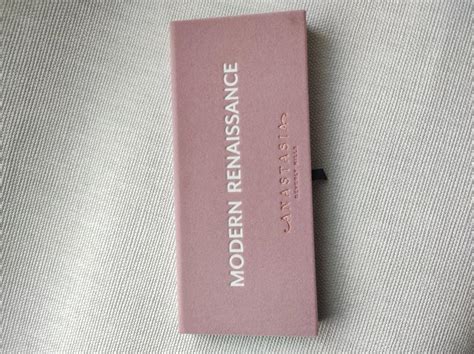 MODERN RENAISSANCE
ANASTASIA
BEVERLY HILLS